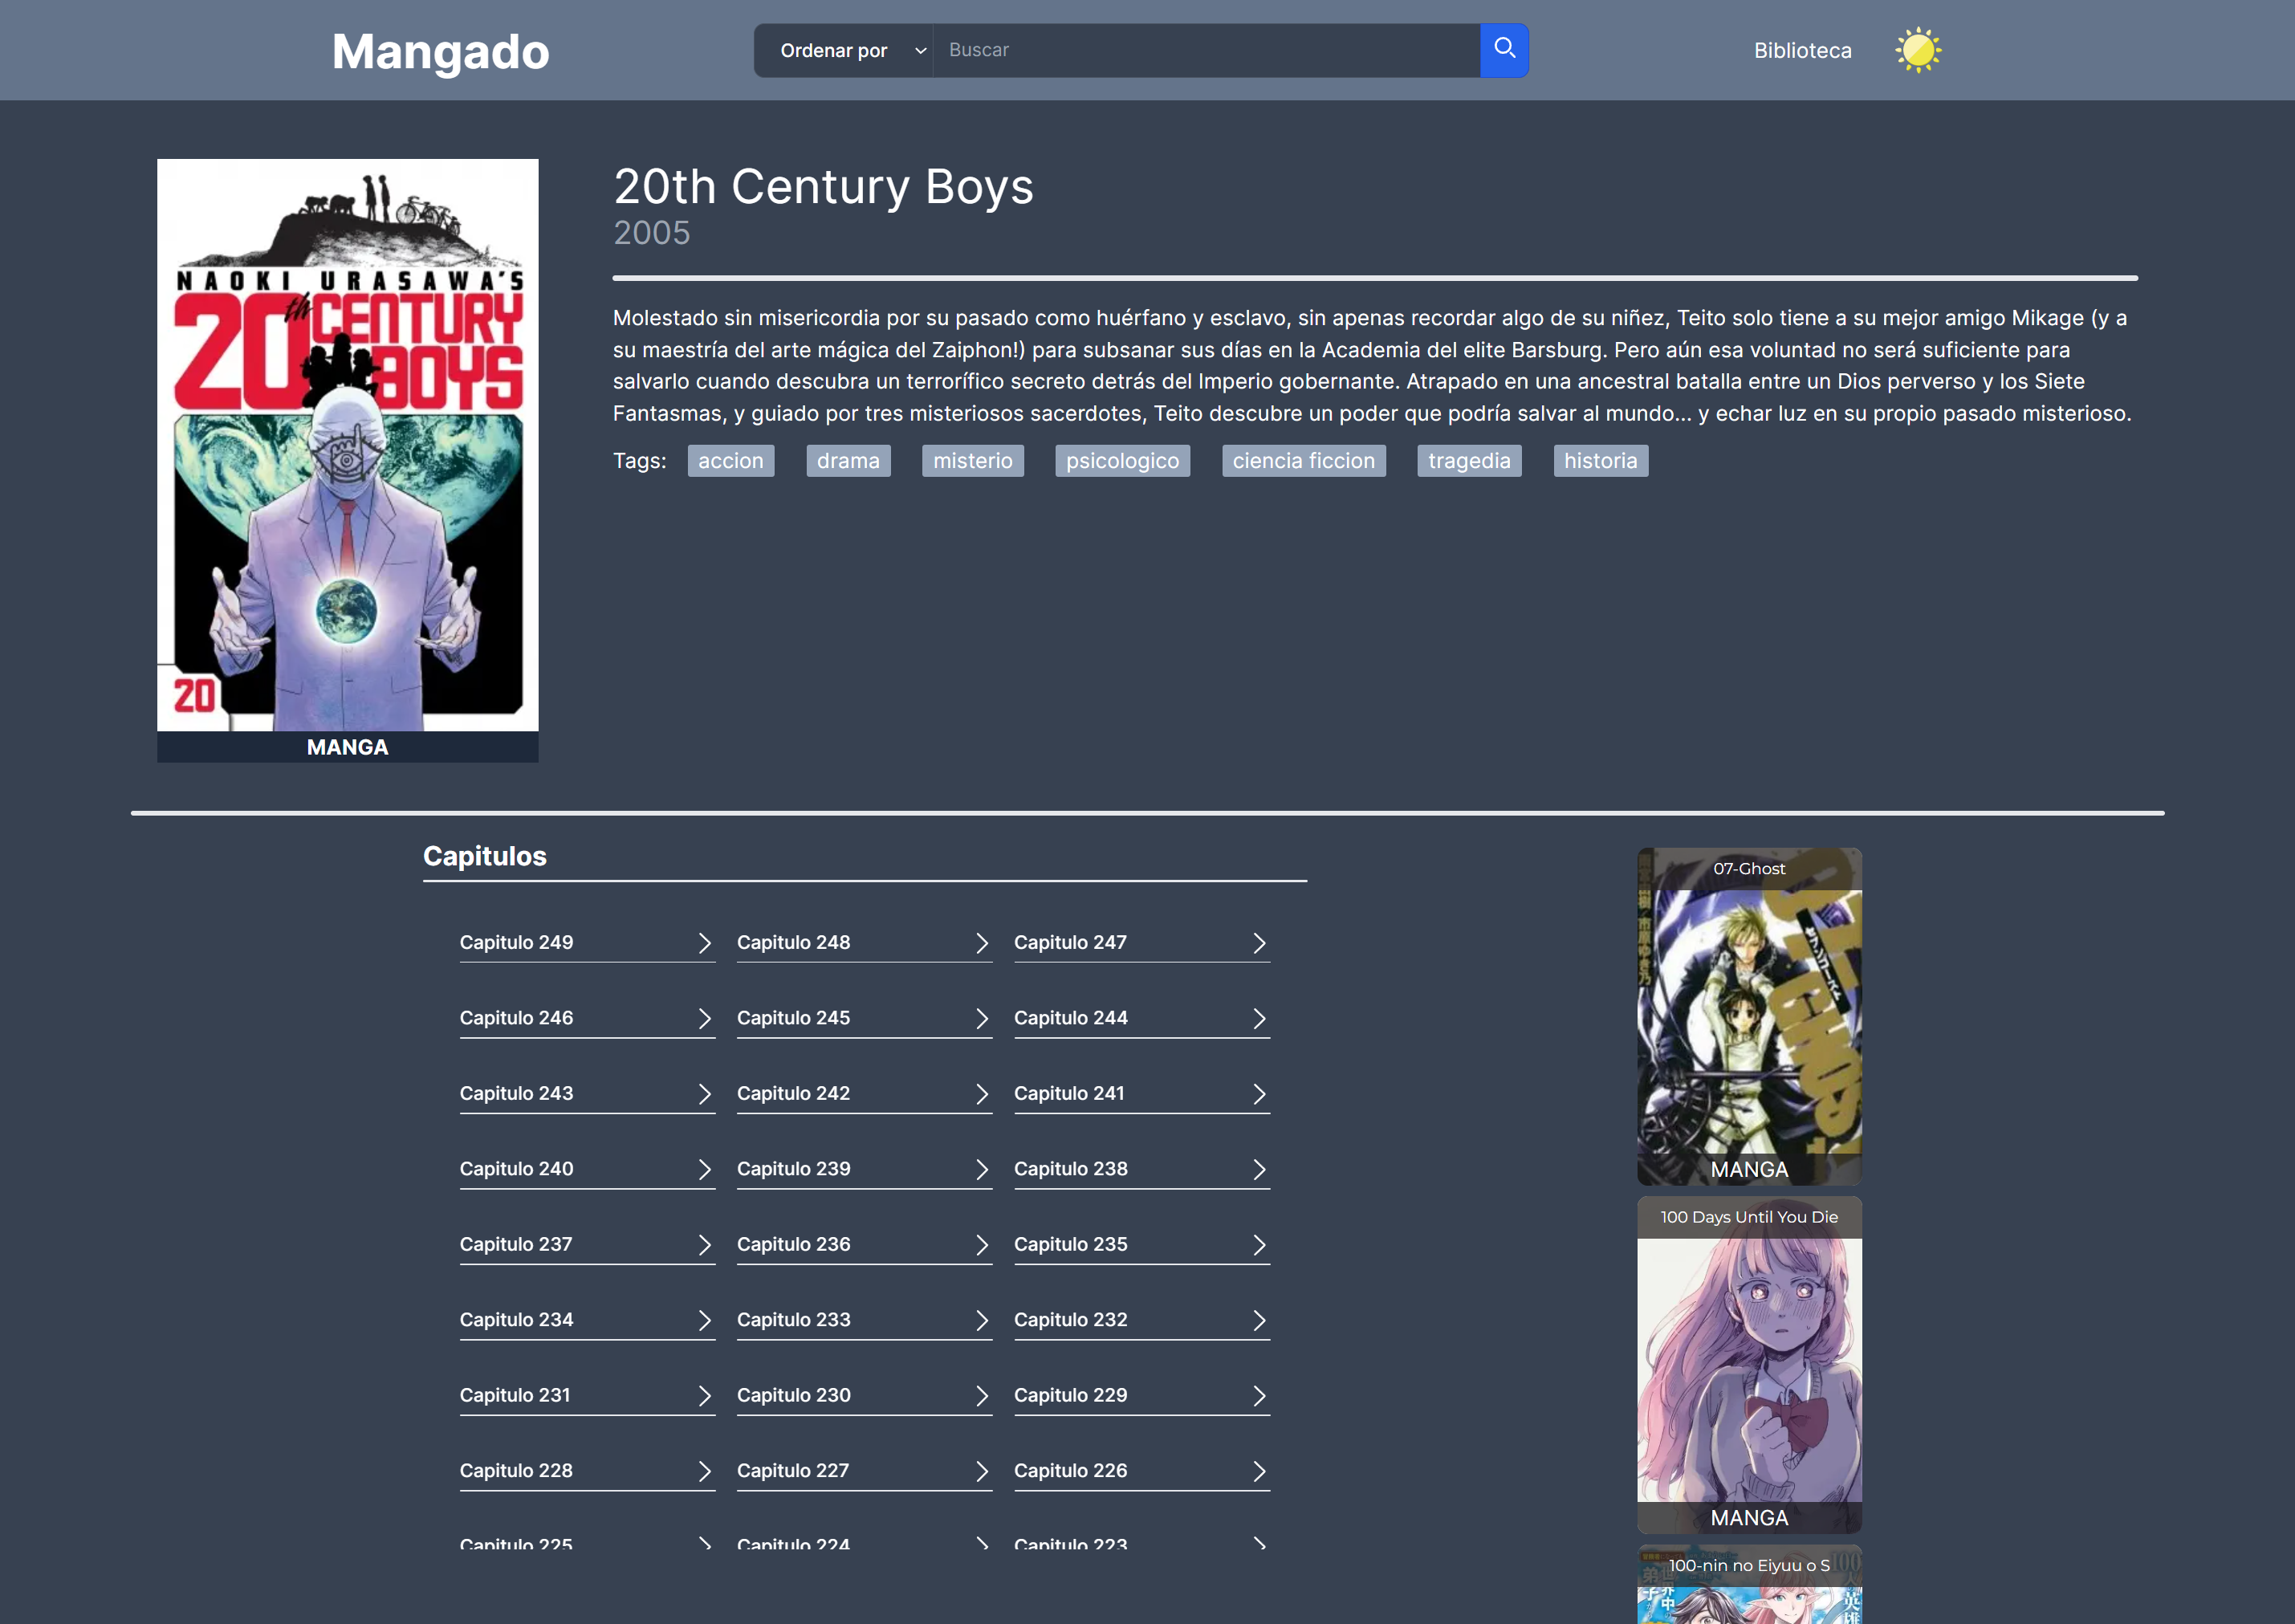 Mangado
Ordenar por
Buscar
Biblioteca
NAOKI URASAWA'S
20th CENTURY
BOYS
20
MANGA
20th Century Boys
2005
Molestado sin misericordia por su pasado como huérfano y esclavo, sin apenas recordar algo de su niñez, Teito solo tiene a su mejor amigo Mikage (y a
su maestría del arte mágica del Zaiphon!) para subsanar sus días en la Academia del elite Barsburg. Pero aún esa voluntad no será suficiente para
salvarlo cuando descubra un terrorífico secreto detrás del Imperio gobernante. Atrapado en una ancestral batalla entre un Dios perverso y los Siete
Fantasmas, y guiado por tres misteriosos sacerdotes, Teito descubre un poder que podría salvar al mundo... y echar luz en su propio pasado misterioso.
Tags: accion drama misterio psicologico ciencia ficcion tragedia historia
Capitulos
Capitulo 249 Capitulo 248 Capitulo 247
Capitulo 246 Capitulo 245 Capitulo 244
Capitulo 243 Capitulo 242 Capitulo 241
Capitulo 240 Capitulo 239 Capitulo 238
Capitulo 237 Capitulo 236 Capitulo 235
Capitulo 234 Capitulo 233 Capitulo 232
Capitulo 231 Capitulo 230 Capitulo 229
Capitulo 228 Capitulo 227 Capitulo 226
Capitulo 225 Capitulo 224 Capitulo 223
07-Ghost
セブンゴースト
MANGA
100 Days Until You Die
MANGA
100-nin no Eiyuu o S